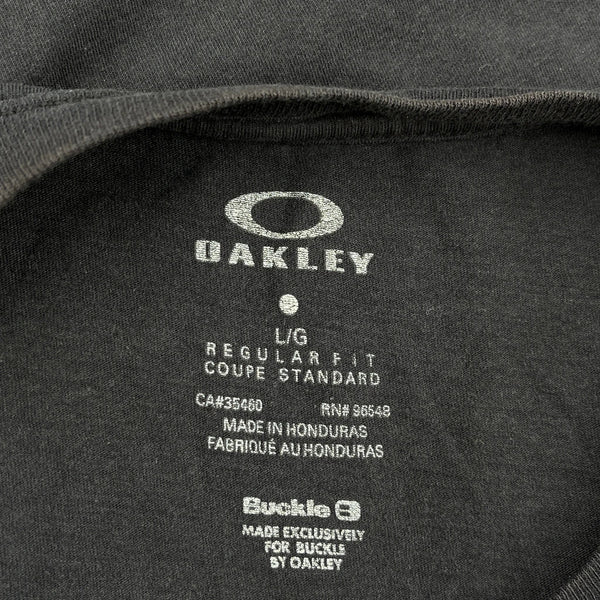 OAKLEY
L/G
REGULAR FIT
COUPE STANDARD
CA#35460 RN# 96548
MADE IN HONDURAS
FABRIQUÉ AU HONDURAS
Buckle B
MADE EXCLUSIVELY
FOR BUCKLE
BY OAKLEY